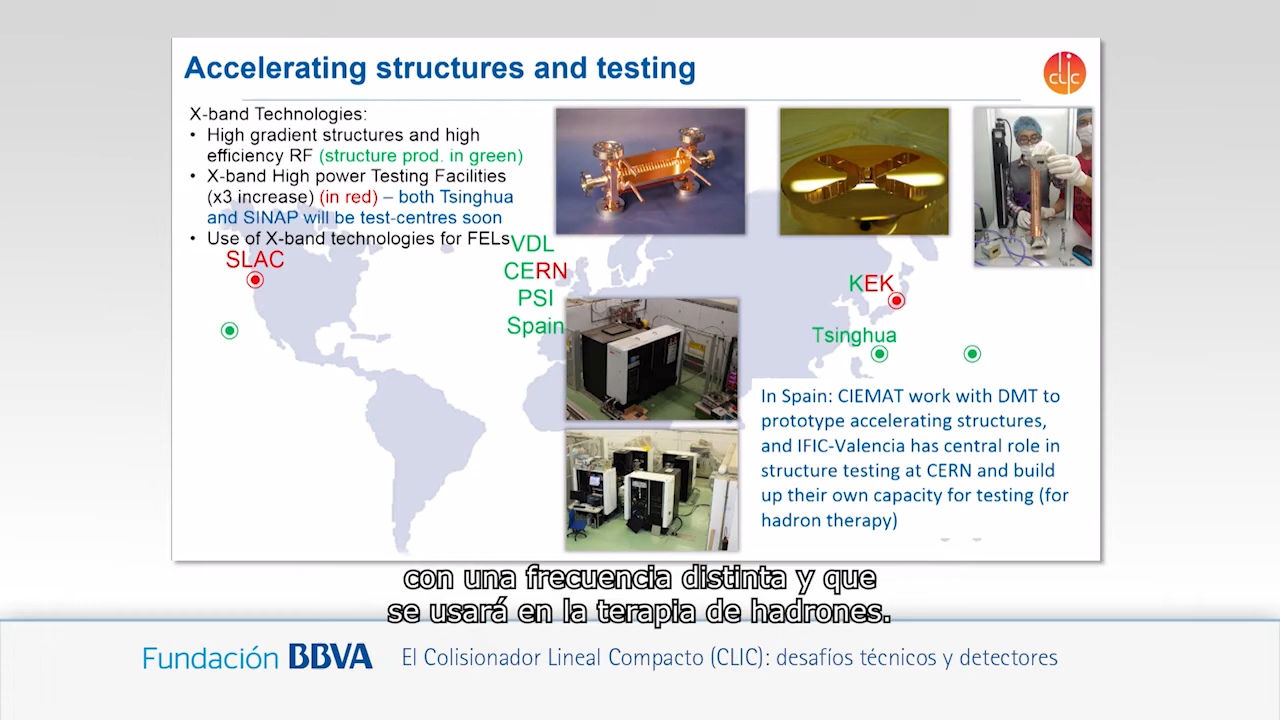 Accelerating structures and testing
CLIC
X-band Technologies:
• High gradient structures and high
efficiency RF (structure prod. in green)
• X-band High power Testing Facilities
(x3 increase) (in red) – both Tsinghua
and SINAP will be test-centres soon
• Use of X-band technologies for FELs
SLAC
VDL
CERN
PSI
Spain
KEK
Tsinghua
In Spain: CIEMAT work with DMT to
prototype accelerating structures,
and IFIC-Valencia has central role in
structure testing at CERN and build
up their own capacity for testing (for
hadron therapy)
con una frecuencia distinta y que
se usará en la terapia de hadrones.
Fundación BBVA
El Colisionador Lineal Compacto (CLIC): desafíos técnicos y detectores